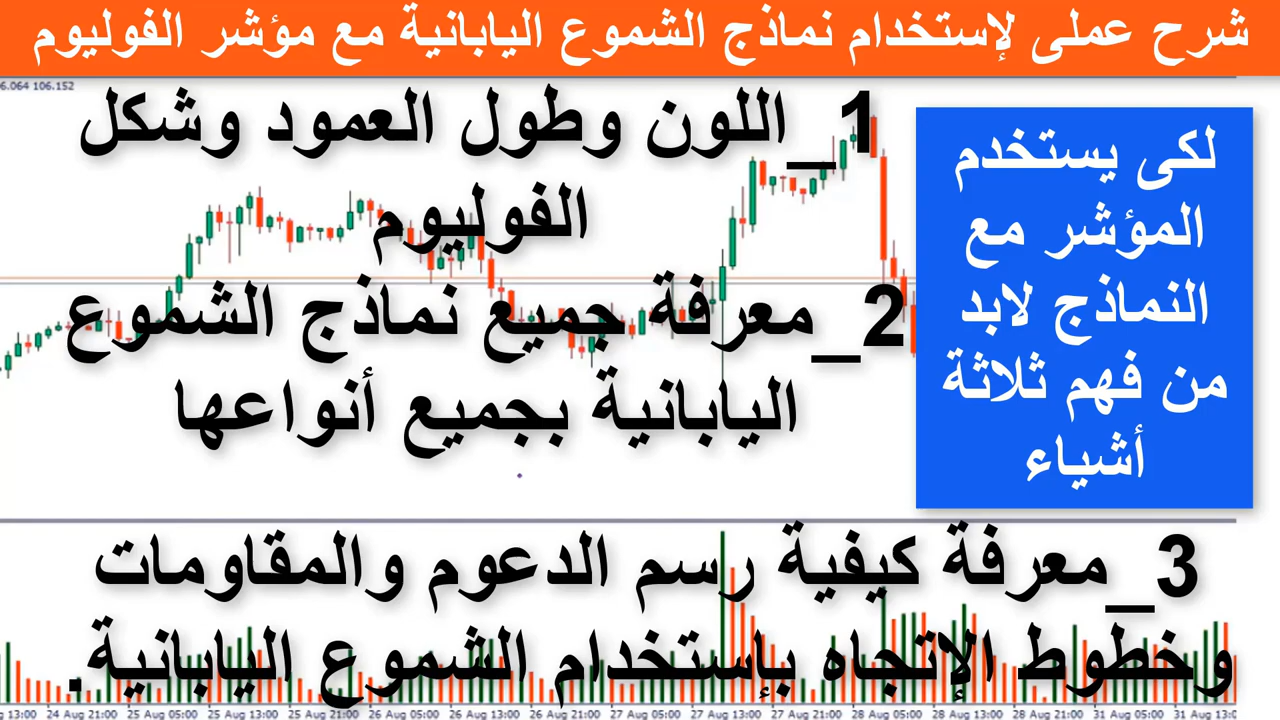 شرح عملى لإستخدام نماذج الشموع اليابانية مع مؤشر الفوليوم
6.064 106.152
لكى يستخدم
المؤشر مع
النماذج لابد
من فهم ثلاثة
أشياء
1_اللون وطول العمود وشكل
الفوليوم
2_معرفة جميع نماذج الشموع
اليابانية بجميع أنواعها
3_معرفة كيفية رسم الدعوم والمقاومات
وخطوط الإتجاه بإستخدام الشموع اليابانية.
13:00 24 Aug 21:00 25 Aug 05:00 25 Aug 13:00 25 Aug 21:00 26 Aug 05:00 26 Aug 13:00 26 Aug 21:00 27 Aug 05:00 27 Aug 13:00 27 Aug 21:00 28 Aug 05:00 28 Aug 13:00 28 Aug 21:00 31 Aug 05:00 31 Aug 13:0